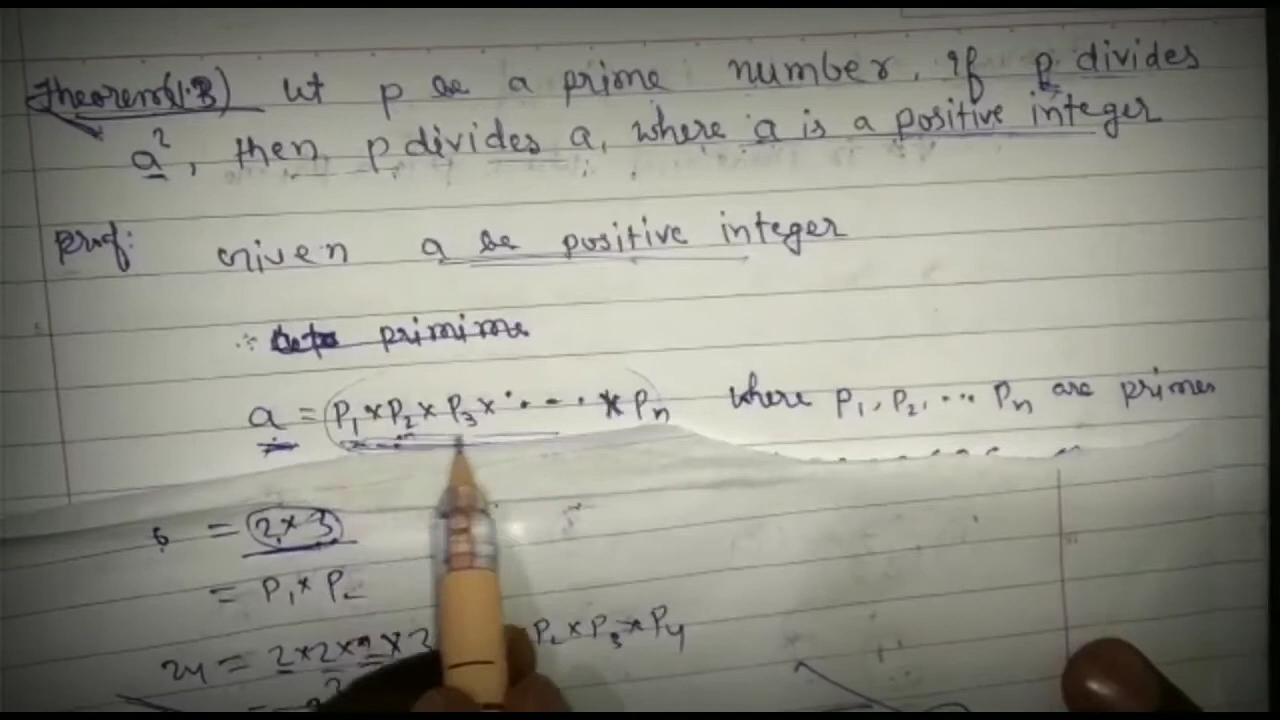 Theorem(1.3) Let p be a prime number. If p divides
a², then p divides a, where a is a positive integer
Proof: Given a be positive integer
∴ primime
a = p₁ × p₂ × p₃ × · - - · × pₙ where p₁, p₂, ... pₙ are primes
6 = 2 × 3
= p₁ × p₂
24 = 2 × 2 × 2 × 3 p₂ × p₃ × p₄